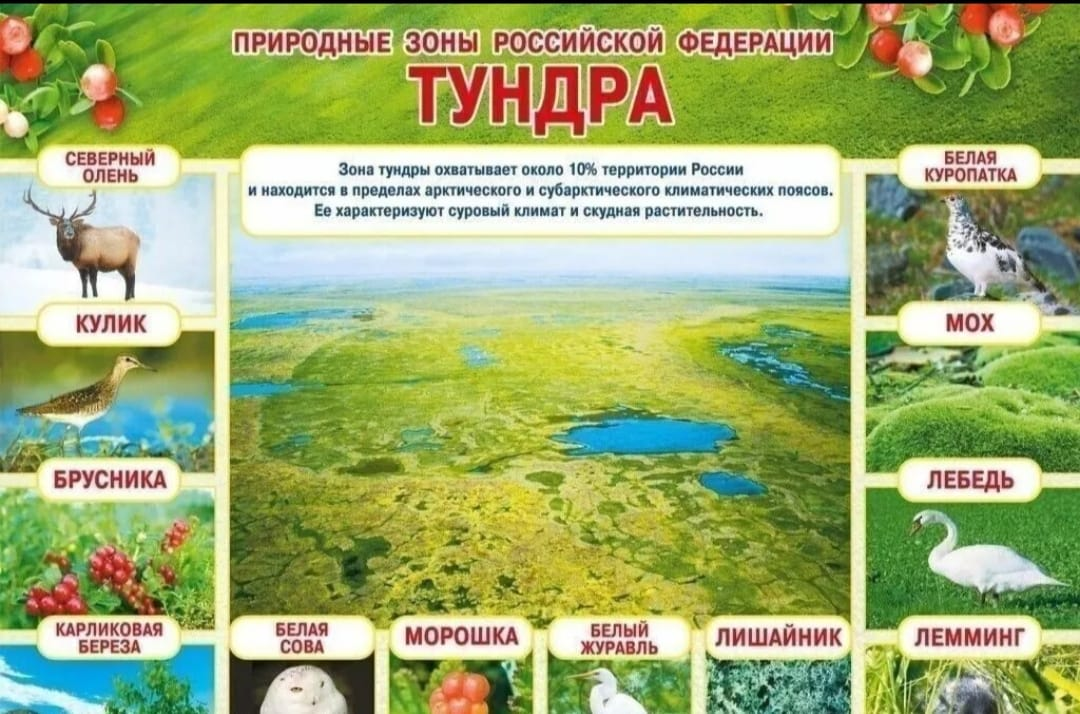 ПРИРОДНЫЕ ЗОНЫ РОССИЙСКОЙ ФЕДЕРАЦИИ
ТУНДРА
Зона тундры охватывает около 10% территории России
и находится в пределах арктического и субарктического климатических поясов.
Ее характеризуют суровый климат и скудная растительность.
СЕВЕРНЫЙ
ОЛЕНЬ
БЕЛАЯ
КУРОПАТКА
КУЛИК
МОХ
БРУСНИКА
ЛЕБЕДЬ
КАРЛИКОВАЯ
БЕРЕЗА
БЕЛАЯ
СОВА
МОРОШКА
БЕЛЫЙ
ЖУРАВЛЬ
ЛИШАЙНИК
ЛЕММИНГ